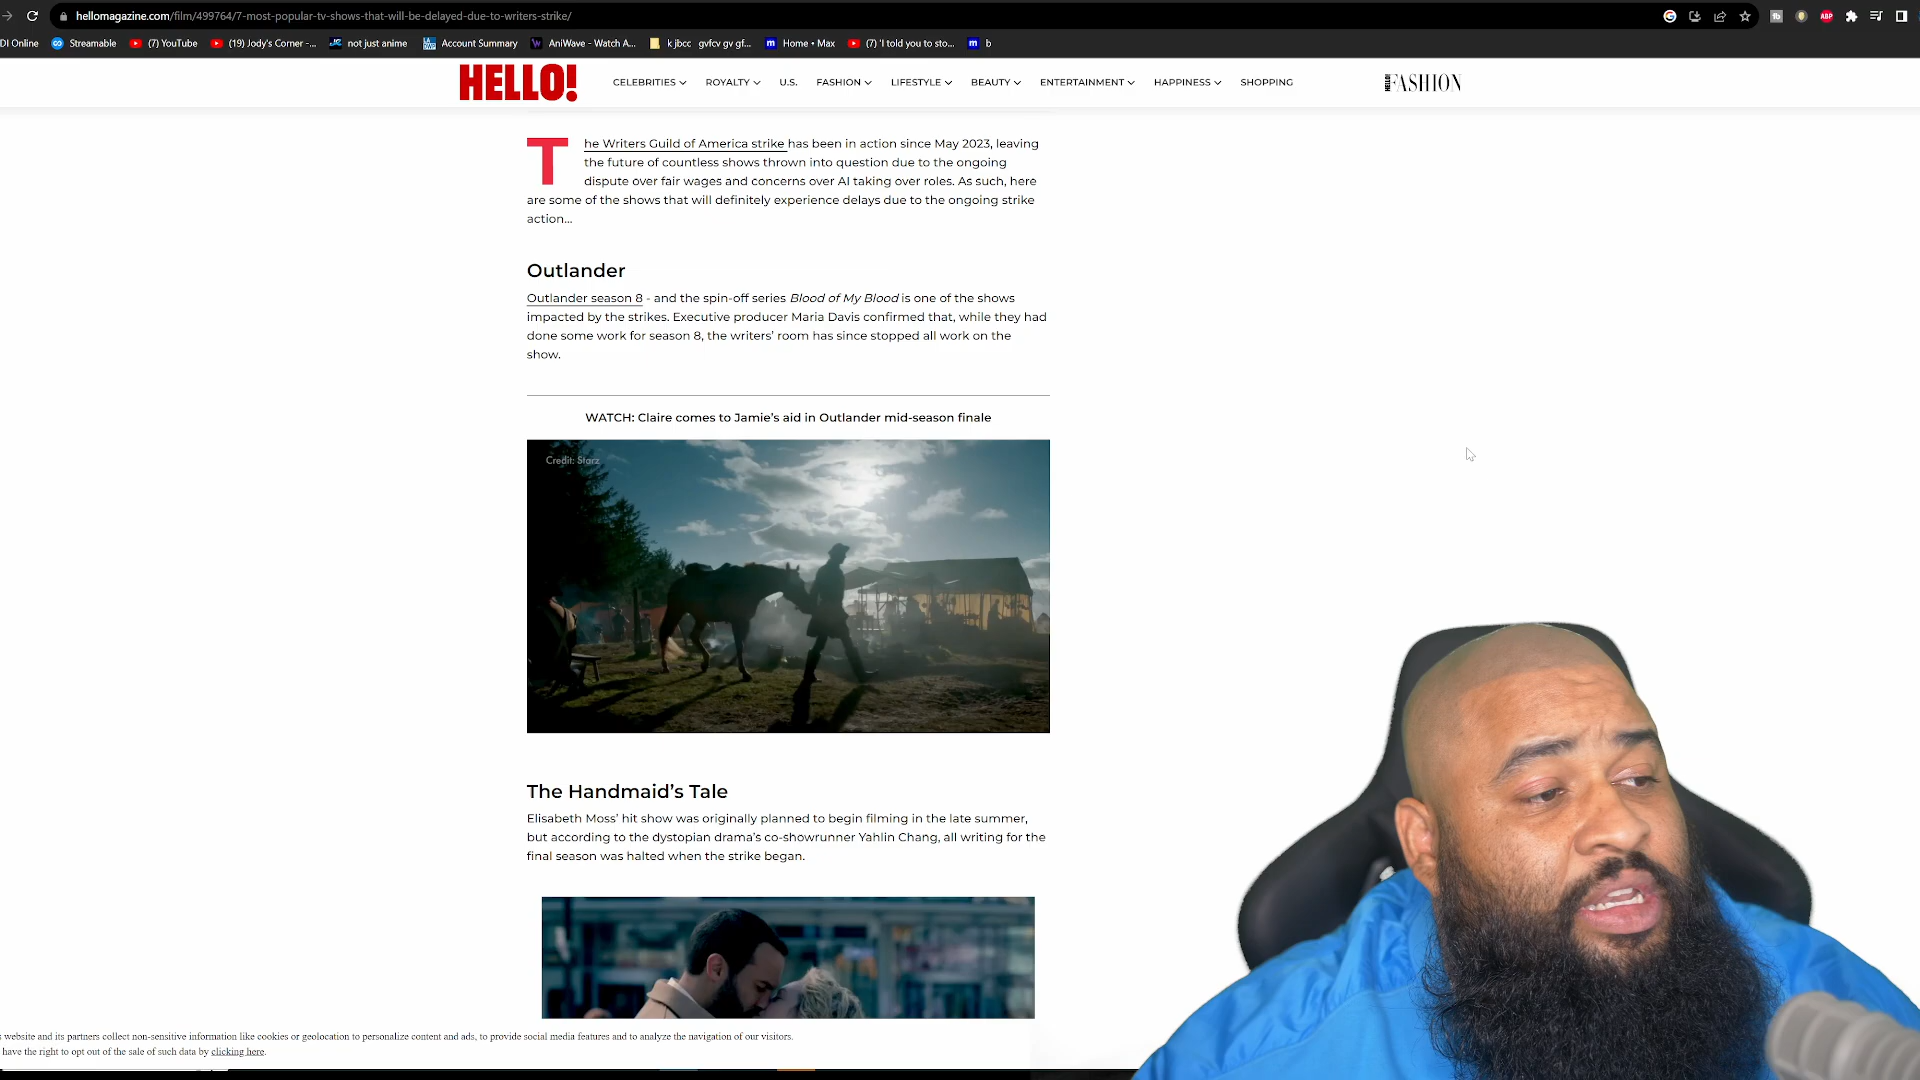 hellomagazine.com/film/499764/7-most-popular-tv-shows-that-will-be-delayed-due-to-writers-strike/
DI Online
Streamable
(7) YouTube
(19) Jody's Corner -...
not just anime
Account Summary
AniWave - Watch A...
k jbcc gvfcv gv gf...
Home • Max
(7) 'I told you to sto...
b
HELLO!
CELEBRITIES
ROYALTY
U.S.
FASHION
LIFESTYLE
BEAUTY
ENTERTAINMENT
HAPPINESS
SHOPPING
FASHION
The Writers Guild of America strike has been in action since May 2023, leaving
the future of countless shows thrown into question due to the ongoing
dispute over fair wages and concerns over AI taking over roles. As such, here
are some of the shows that will definitely experience delays due to the ongoing strike
action...
Outlander
Outlander season 8 - and the spin-off series Blood of My Blood is one of the shows
impacted by the strikes. Executive producer Maria Davis confirmed that, while they had
done some work for season 8, the writers' room has since stopped all work on the
show.
WATCH: Claire comes to Jamie's aid in Outlander mid-season finale
Credit: Starz
The Handmaid's Tale
Elisabeth Moss' hit show was originally planned to begin filming in the late summer,
but according to the dystopian drama's co-showrunner Yahlin Chang, all writing for the
final season was halted when the strike began.
website and its partners collect non-sensitive information like cookies or geolocation to personalize content and ads, to provide social media features and to analyze the navigation of our visitors.
have the right to opt out of the sale of such data by clicking here.